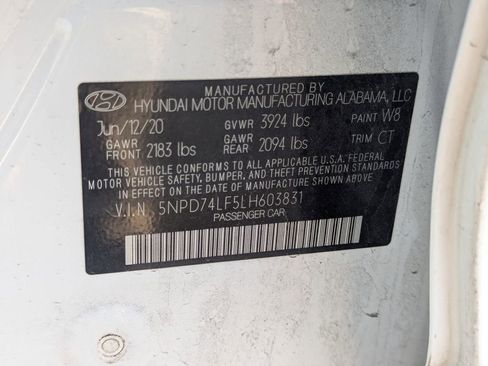 MANUFACTURED BY
HYUNDAI MOTOR MANUFACTURING ALABAMA, LLC
Jun/12/20 GVWR 3924 lbs PAINT W8
GAWR FRONT 2183 lbs GAWR REAR 2094 lbs TRIM CT
THIS VEHICLE CONFORMS TO ALL APPLICABLE U.S.A. FEDERAL
MOTOR VEHICLE SAFETY, BUMPER, AND THEFT PREVENTION STANDARDS
IN EFFECT ON THE DATE OF MANUFACTURE SHOWN ABOVE.
V.I.N. 5NPD74LF5LH603831
PASSENGER CAR